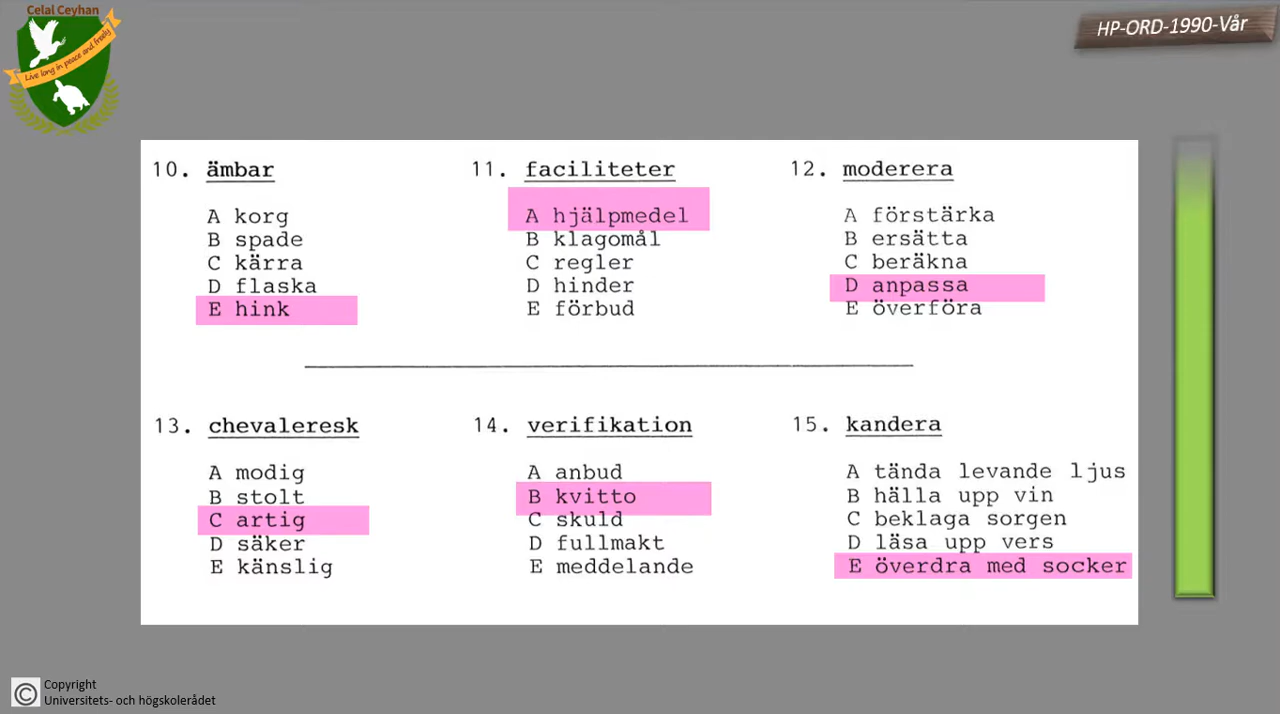 Celal Ceyhan
Live long in peace and freely
HP-ORD-1990-Vår
10. ämbar
A korg
B spade
C kärra
D flaska
E hink
11. faciliteter
A hjälpmedel
B klagomål
C regler
D hinder
E förbud
12. moderera
A förstärka
B ersätta
C beräkna
D anpassa
E överföra
13. chevaleresk
A modig
B stolt
C artig
D säker
E känslig
14. verifikation
A anbud
B kvitto
C skuld
D fullmakt
E meddelande
15. kandera
A tända levande ljus
B hälla upp vin
C beklaga sorgen
D läsa upp vers
E överdra med socker
© Copyright
Universitets- och högskolerådet